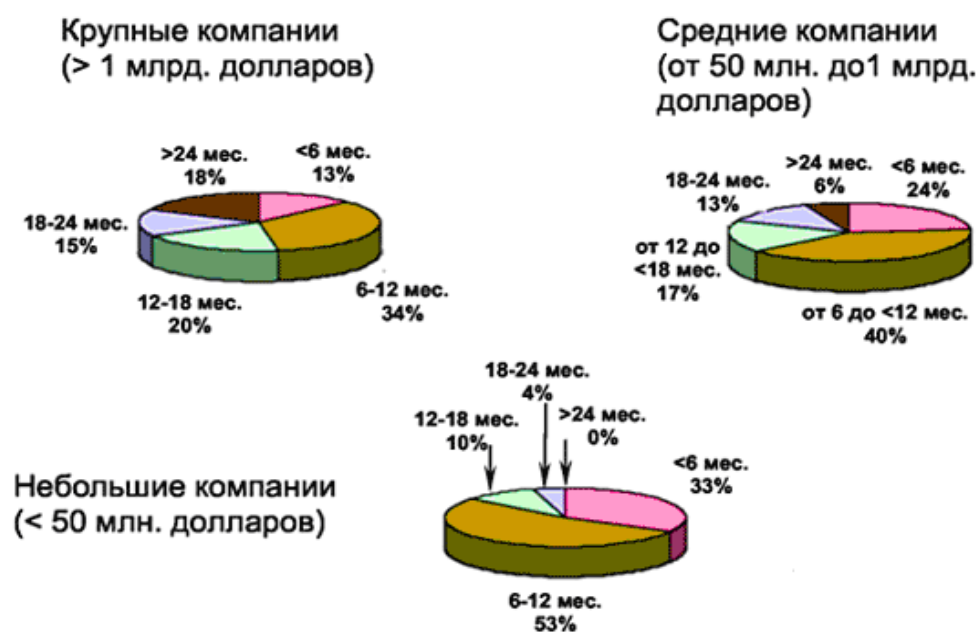 Крупные компании
(> 1 млрд. долларов)
>24 мес.
18%
<6 мес.
13%
18-24 мес.
15%
12-18 мес.
20%
6-12 мес.
34%
Средние компании
(от 50 млн. до1 млрд.
долларов)
>24 мес.
6%
<6 мес.
24%
18-24 мес.
13%
от 12 до
<18 мес.
17%
от 6 до <12 мес.
40%
Небольшие компании
(< 50 млн. долларов)
18-24 мес.
4%
>24 мес.
0%
12-18 мес.
10%
<6 мес.
33%
6-12 мес.
53%